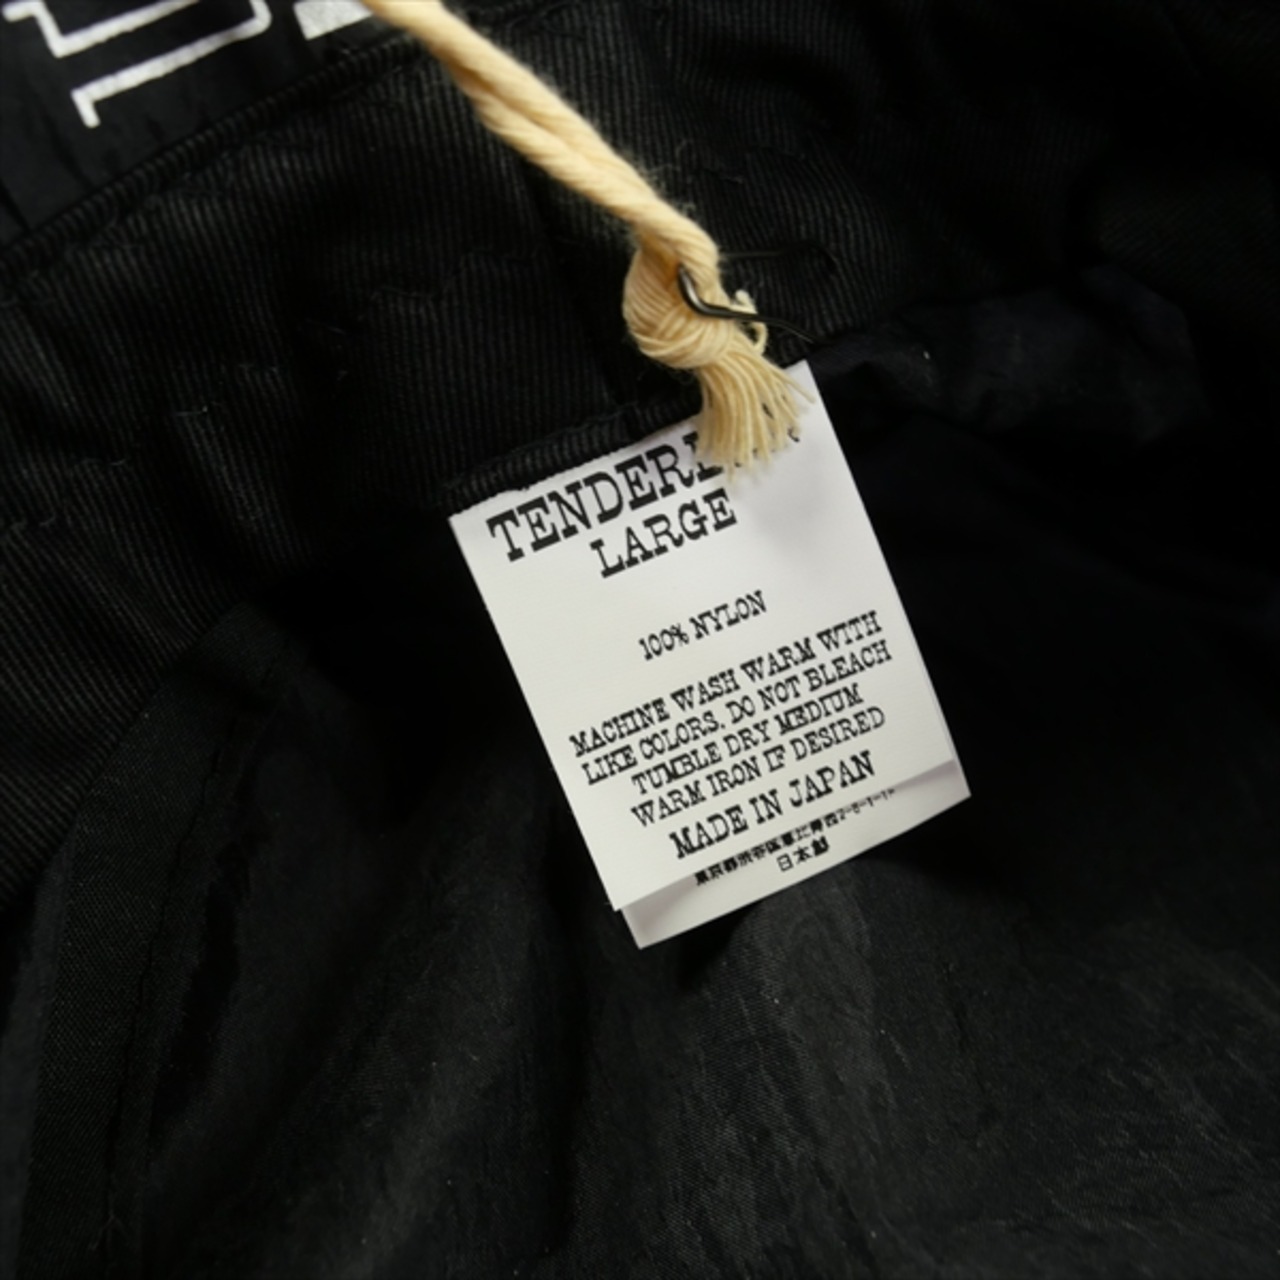 LARGE
100% NYLON
MACHINE WASH WARM WITH
LIKE COLORS. DO NOT BLEACH
TUMBLE DRY MEDIUM
WARM IRON IF DESIRED
MADE IN JAPAN
日本製